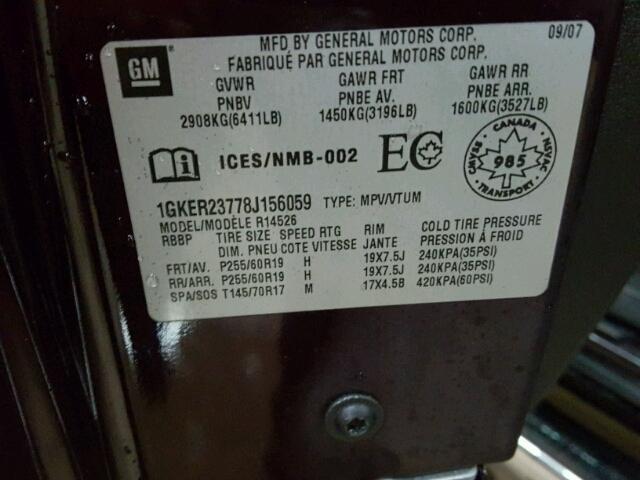 GM
MFD BY GENERAL MOTORS CORP. 09/07
FABRIQUÉ PAR GENERAL MOTORS CORP.
GVWR GAWR FRT GAWR RR
PNBV PNBE AV. PNBE ARR.
2908KG(6411LB) 1450KG(3196LB) 1600KG(3527LB)
i ICES/NMB-002 EC CANADA CMVSS NSVAC 985 TRANSPORT
1GKER23778J156059 TYPE: MPV/VTUM
MODEL/MODÈLE R14526
RBBP TIRE SIZE SPEED RTG RIM COLD TIRE PRESSURE
DIM. PNEU COTE VITESSE JANTE PRESSION À FROID
FRT/AV. P255/60R19 H 19X7.5J 240KPA(35PSI)
RR/ARR. P255/60R19 H 19X7.5J 240KPA(35PSI)
SPA/SOS T145/70R17 M 17X4.5B 420KPA(60PSI)